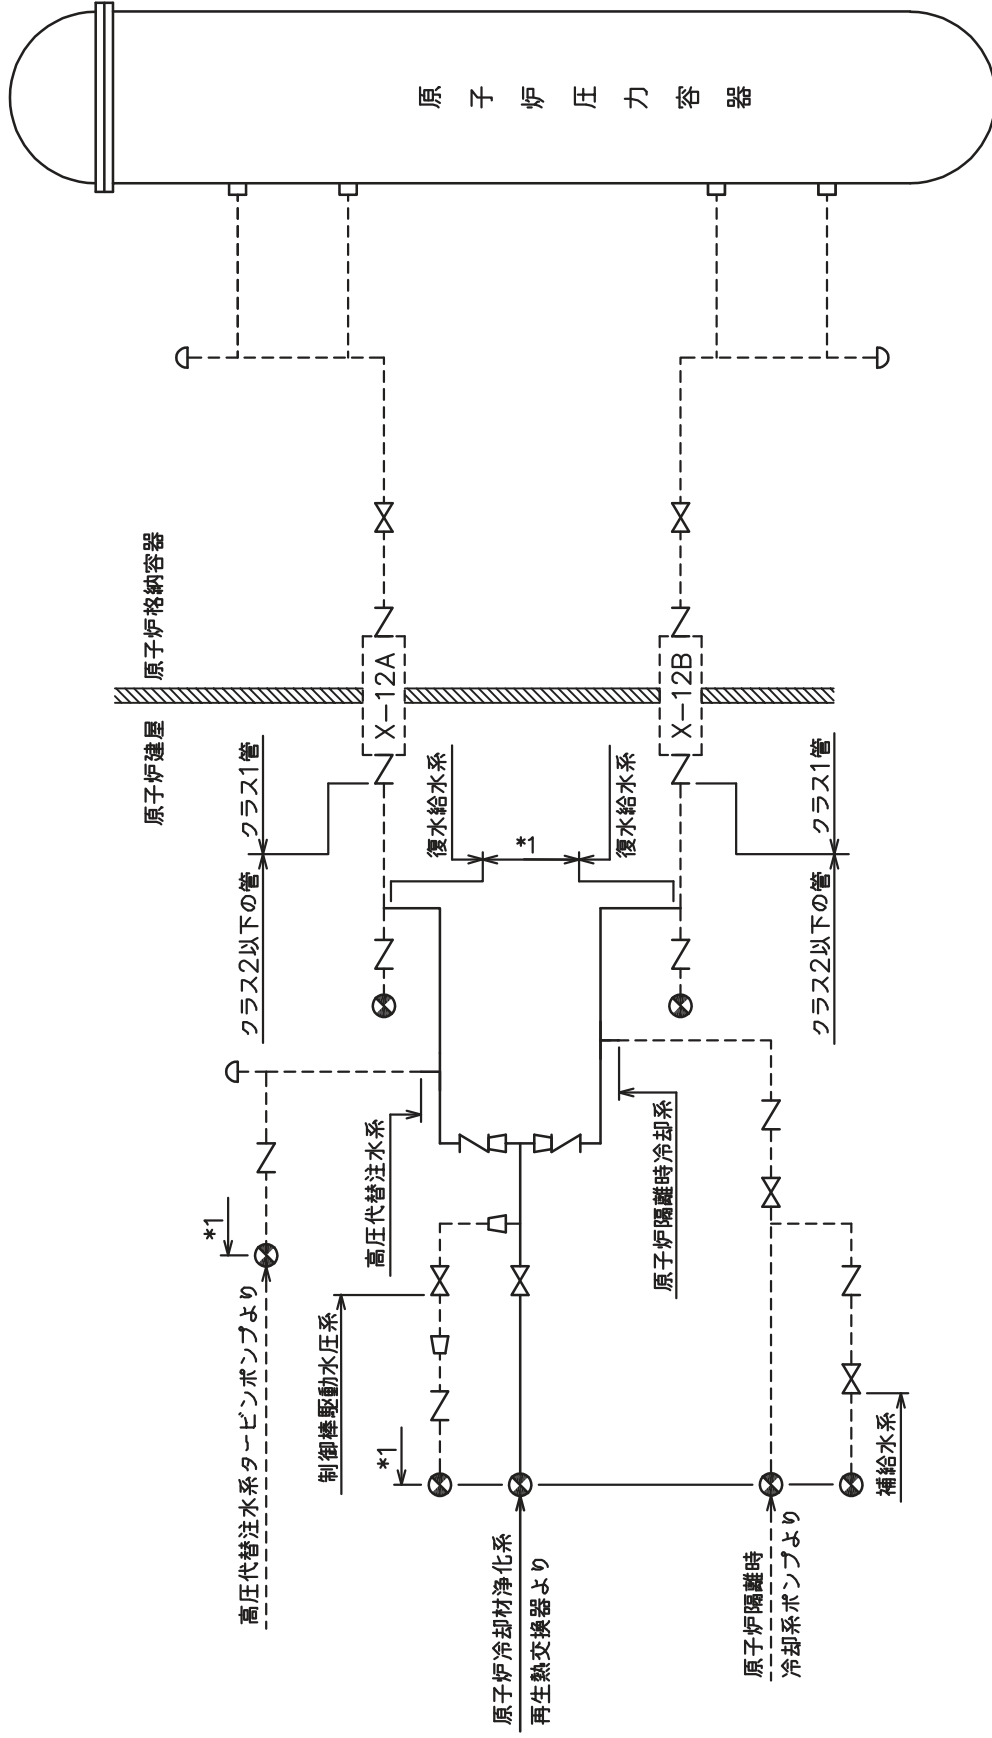 原子炉圧力容器
原子炉格納容器
原子炉建屋
X-12A
X-12B
クラス1管
クラス2以下の管
クラス1管
クラス2以下の管
復水給水系
*1
復水給水系
高圧代替注水系
原子炉隔離時冷却系
*1
高圧代替注水系タービンポンプより
制御棒駆動水圧系
*1
原子炉冷却材浄化系
再生熱交換器より
原子炉隔離時
冷却系ポンプより
補給水系